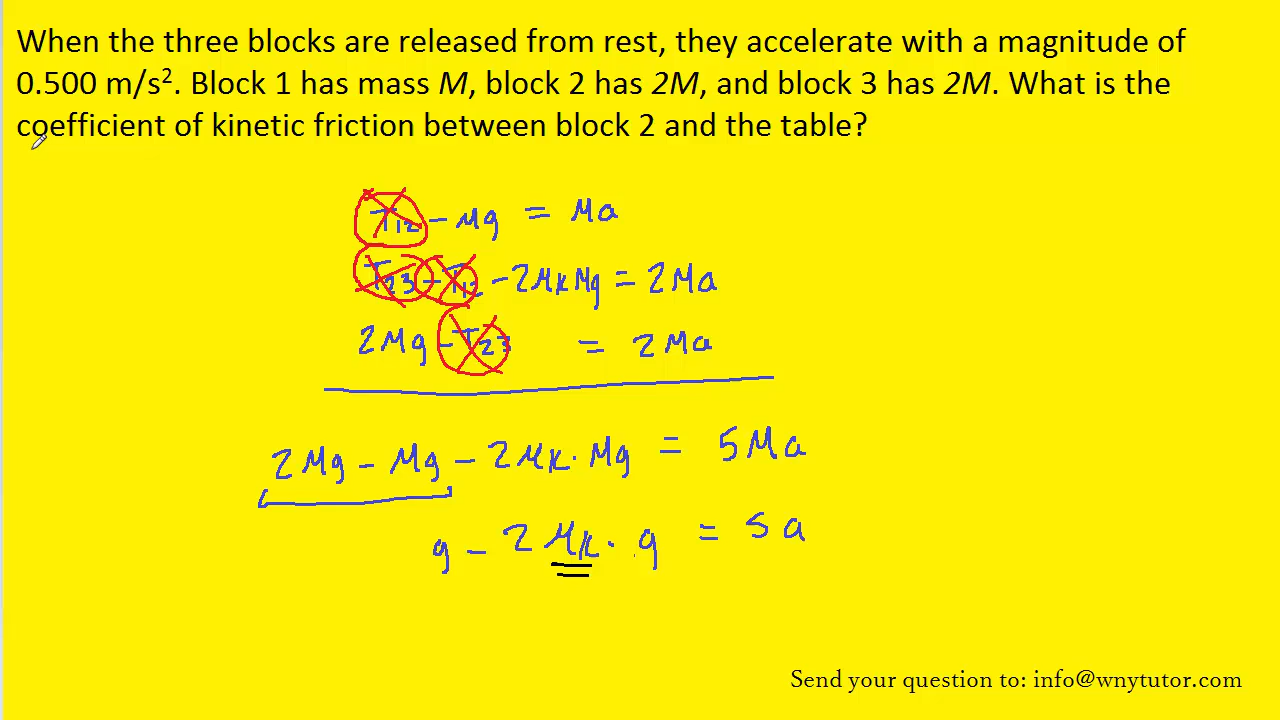 When the three blocks are released from rest, they accelerate with a magnitude of
0.500 m/s². Block 1 has mass M, block 2 has 2M, and block 3 has 2M. What is the
coefficient of kinetic friction between block 2 and the table?
T₁₂ - Mg = Ma
T₂₃ - T₁₂ - 2μₖMg = 2Ma
2Mg - T₂₃ = 2Ma
2Mg - Mg - 2μₖ · Mg = 5Ma
g - 2μₖ · g = 5a
Send your question to: info@wnytutor.com